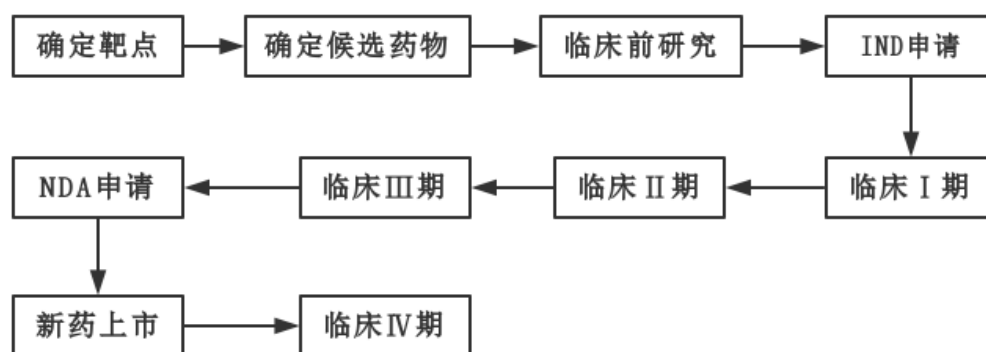 确定靶点
确定候选药物
临床前研究
IND申请
临床Ⅰ期
临床Ⅱ期
临床Ⅲ期
NDA申请
新药上市
临床Ⅳ期